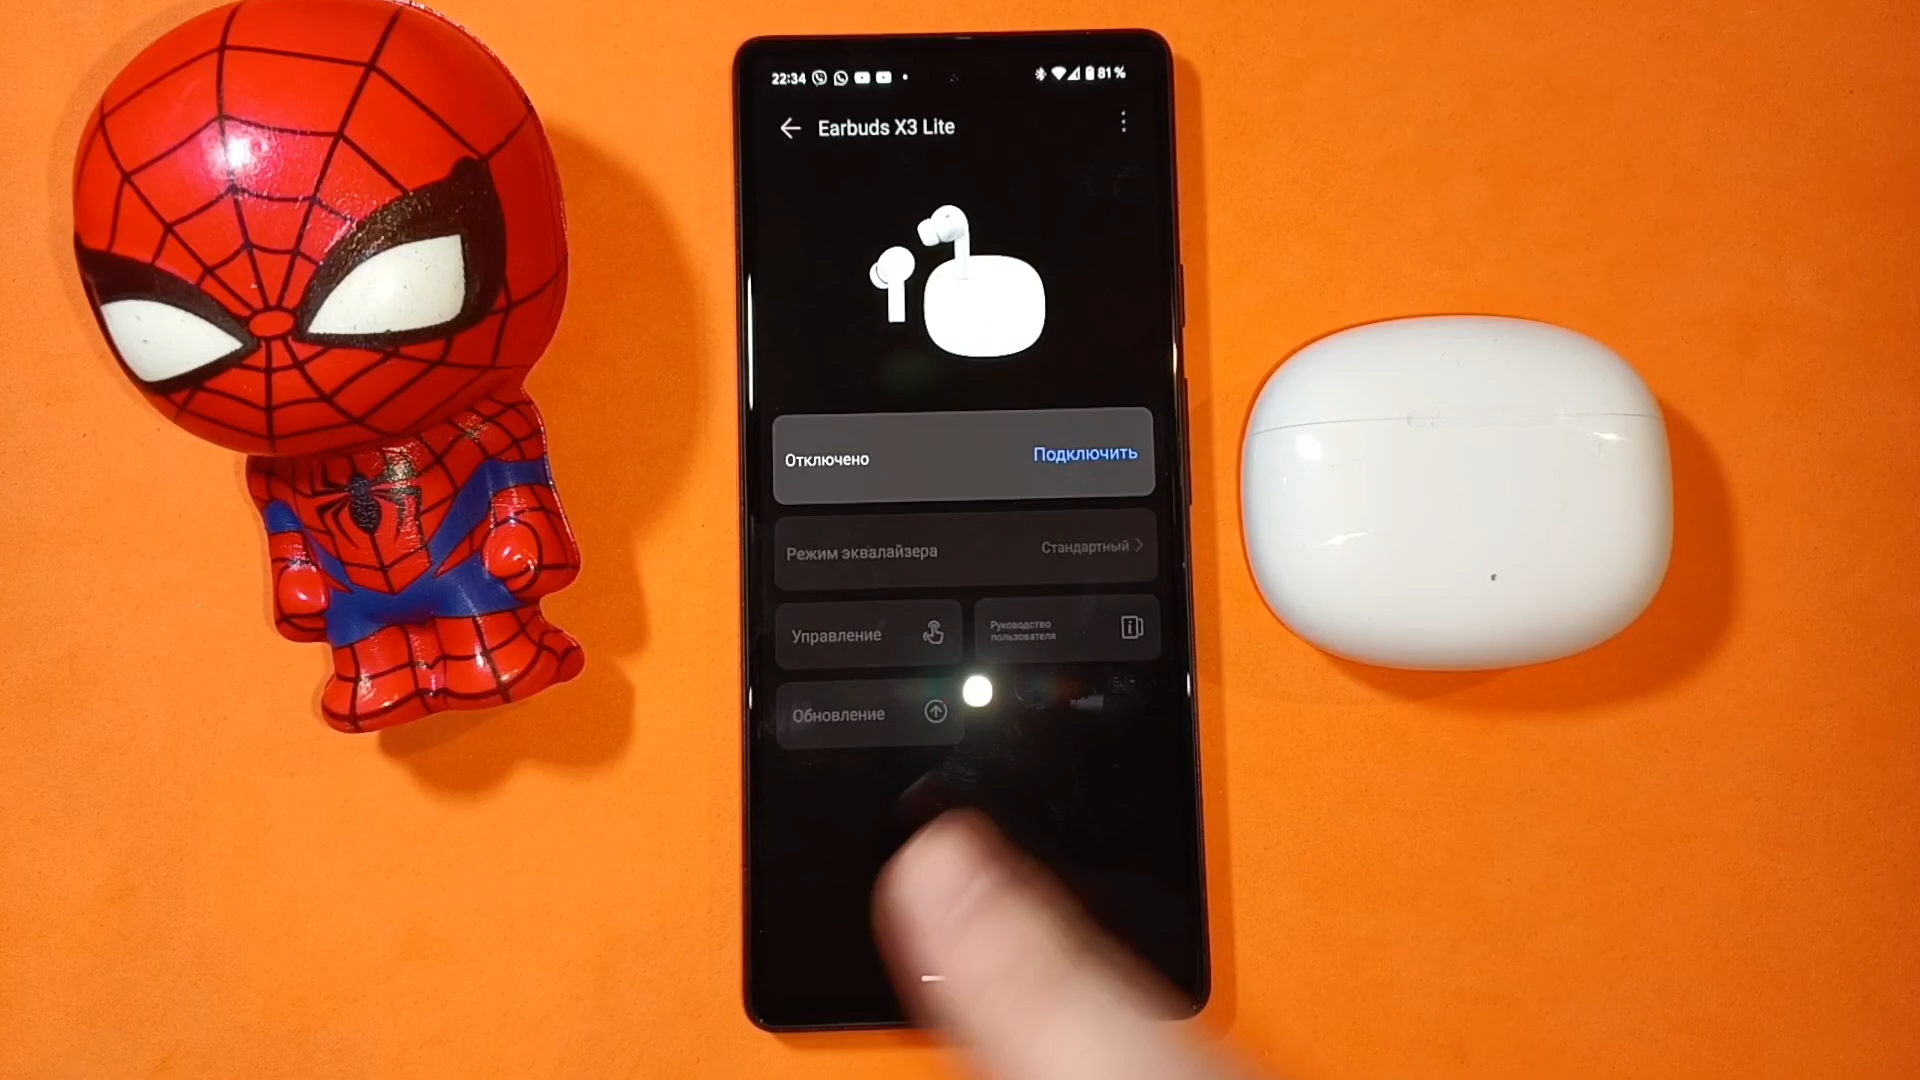 22:34
81%
Earbuds X3 Lite
Отключено
Подключить
Режим эквалайзера
Стандартный
Управление
Руководство
пользователя
Обновление